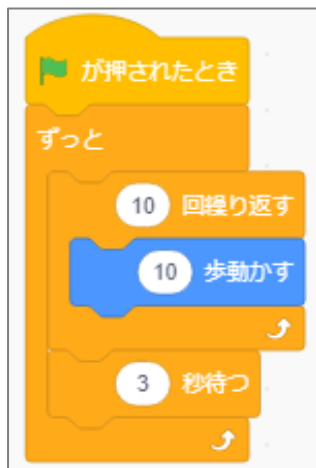 が押されたとき
ずっと
10 回繰り返す
10 歩動かす
3 秒待つ